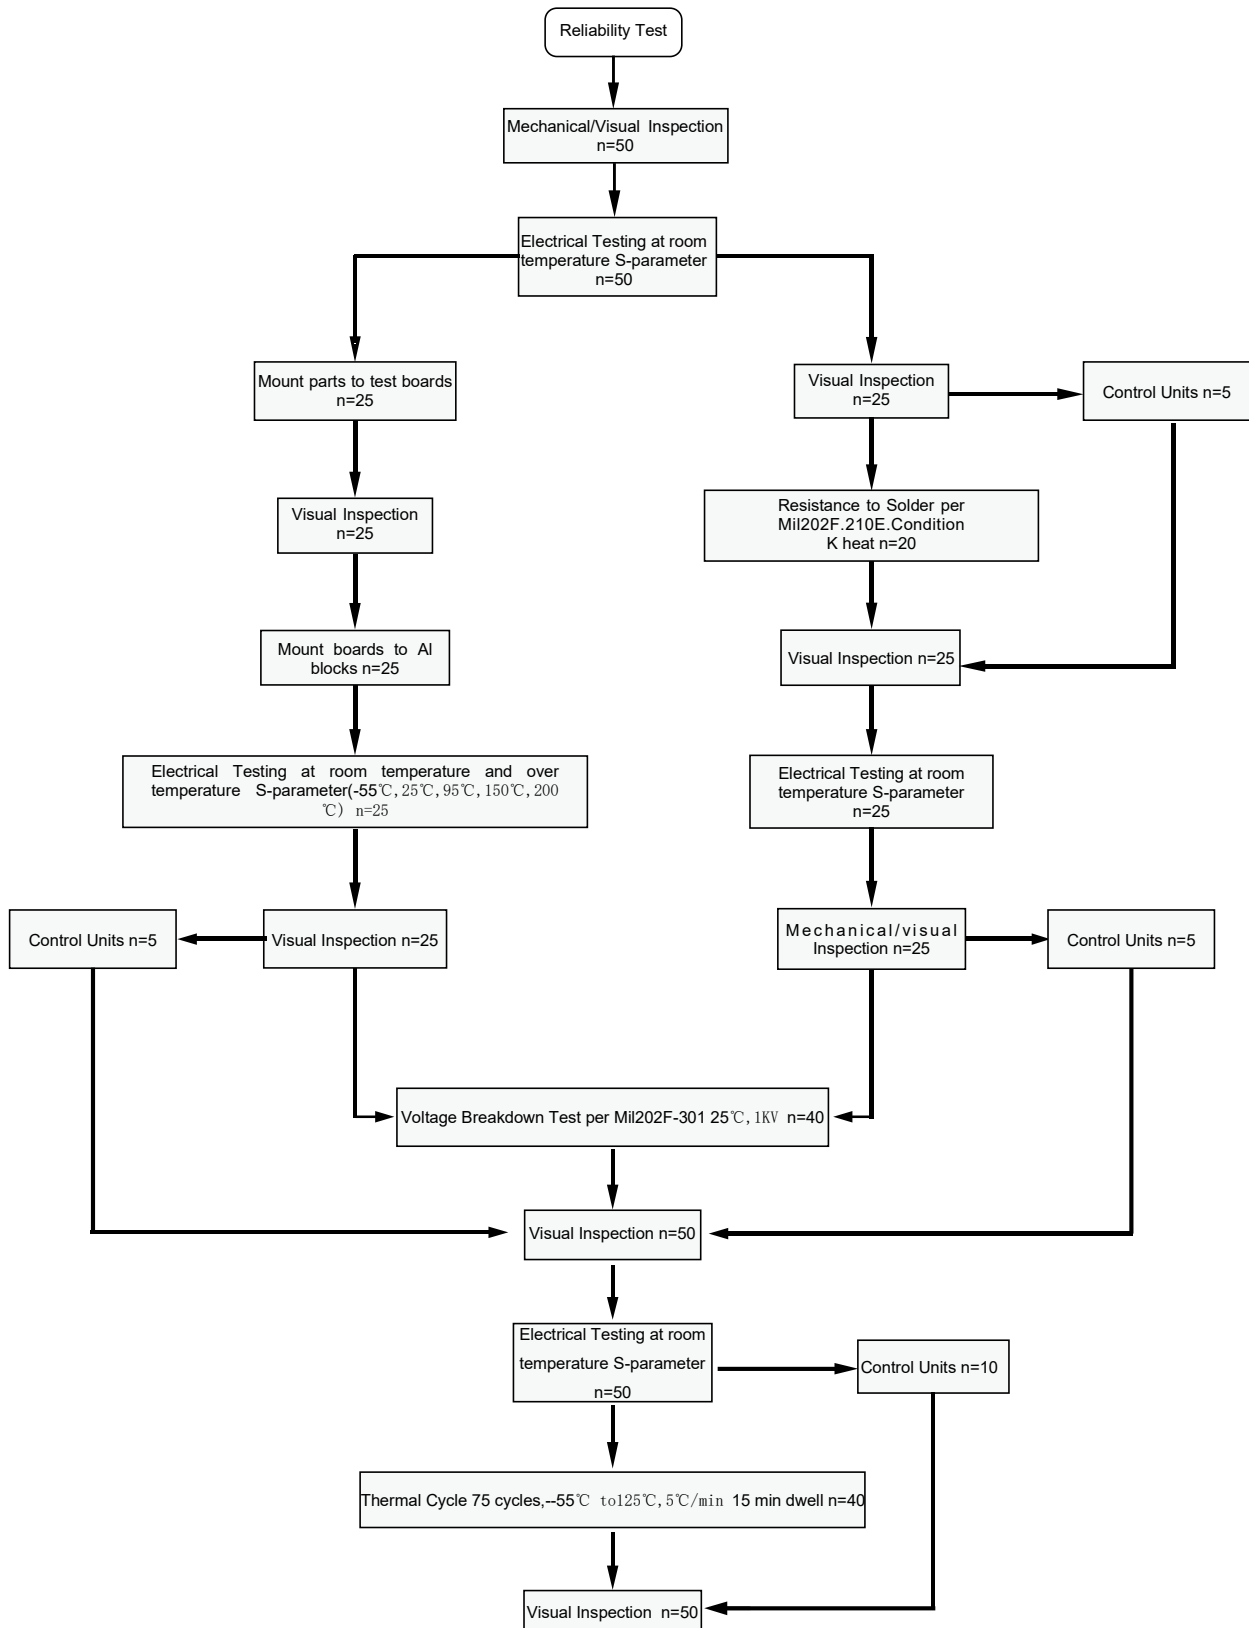 Reliability Test
Mechanical/Visual Inspection
n=50
Electrical Testing at room
temperature S-parameter
n=50
Mount parts to test boards
n=25
Visual Inspection
n=25
Control Units n=5
Visual Inspection
n=25
Resistance to Solder per
Mil202F.210E.Condition
K heat n=20
Mount boards to Al
blocks n=25
Visual Inspection n=25
Electrical Testing at room temperature and over
temperature S-parameter(-55℃,25℃,95℃,150℃,200
℃) n=25
Electrical Testing at room
temperature S-parameter
n=25
Control Units n=5
Visual Inspection n=25
Mechanical/visual
Inspection n=25
Control Units n=5
Voltage Breakdown Test per Mil202F-301 25℃,1KV n=40
Visual Inspection n=50
Electrical Testing at room
temperature S-parameter
n=50
Control Units n=10
Thermal Cycle 75 cycles,--55℃ to125℃,5℃/min 15 min dwell n=40
Visual Inspection n=50